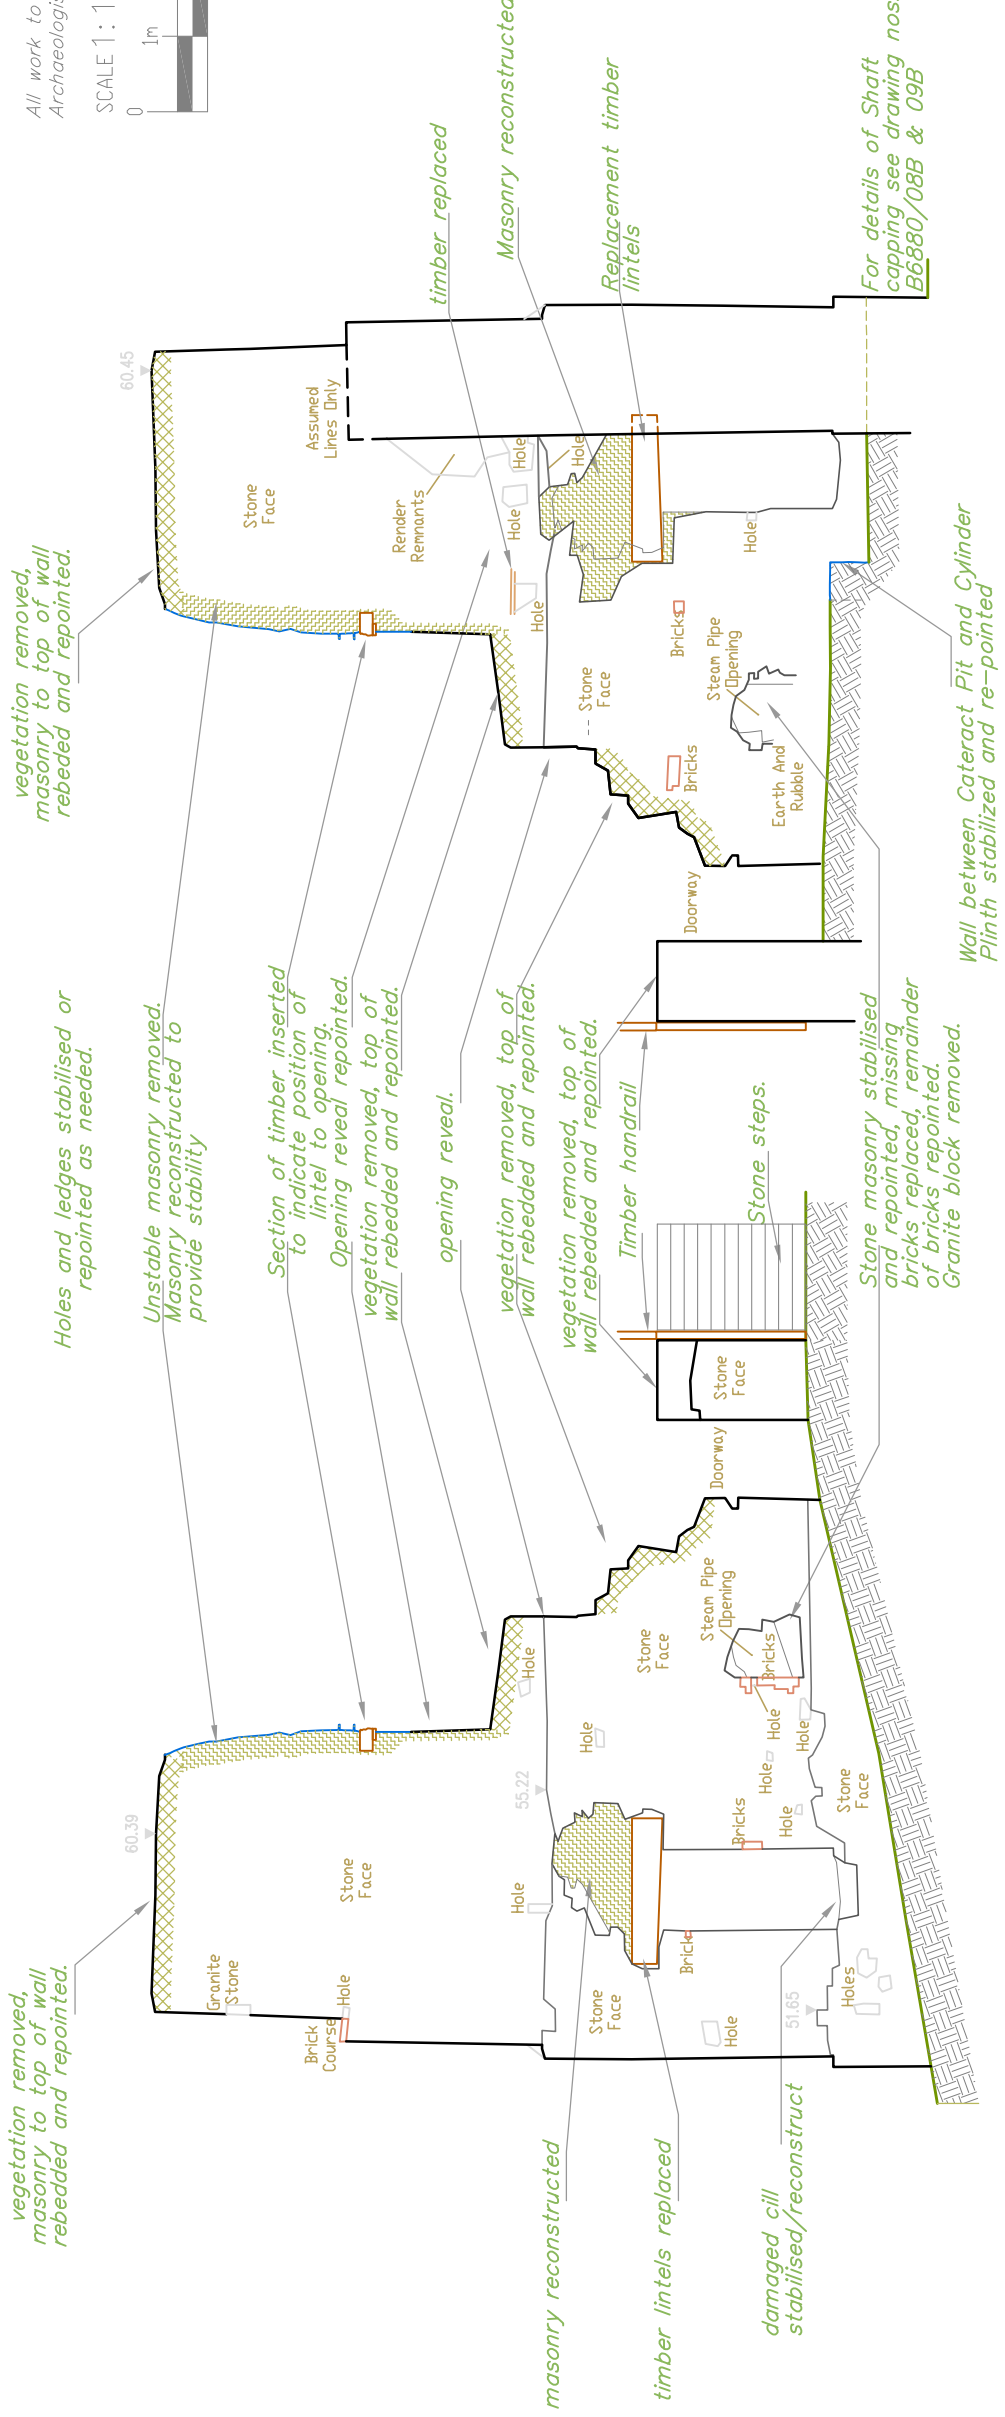 All work to
Archaeologis
SCALE 1:1
0
1m
vegetation removed,
masonry to top of wall
rebedded and repointed.
Holes and ledges stabilised or
repointed as needed.
vegetation removed,
masonry to top of wall
rebeded and repointed.
Unstable masonry removed.
Masonry reconstructed to
provide stability
Section of timber inserted
to indicate position of
lintel to opening.
Opening reveal repointed.
vegetation removed, top of
wall rebedded and repointed.
opening reveal.
vegetation removed, top of
wall rebedded and repointed.
vegetation removed, top of
wall rebedded and repointed.
Timber handrail
Stone steps.
Stone masonry stabilised
and repointed, missing
bricks replaced, remainder
of bricks repointed.
Granite block removed.
Wall between Cateract Pit and Cylinder
Plinth stabilized and re-pointed
timber replaced
Masonry reconstructed
Replacement timber
lintels
For details of Shaft
capping see drawing nos.
B6880/08B & 09B
masonry reconstructed
timber lintels replaced
damaged cill
stabilised/reconstruct
60.39
Granite
Stone
Brick
Course
Hole
Stone
Face
Hole
55.22
Hole
Stone
Face
Hole
Stone
Face
Steam Pipe
Opening
Bricks
Hole
Hole
Hole
Hole
Bricks
Brick
Hole
51.65
Holes
Stone
Face
Doorway
Stone
Face
Doorway
60.45
Stone
Face
Assumed
Lines Only
Render
Remnants
Hole
Hole
Hole
Hole
Hole
Stone
Face
Bricks
Bricks
Steam Pipe
Opening
Earth And
Rubble